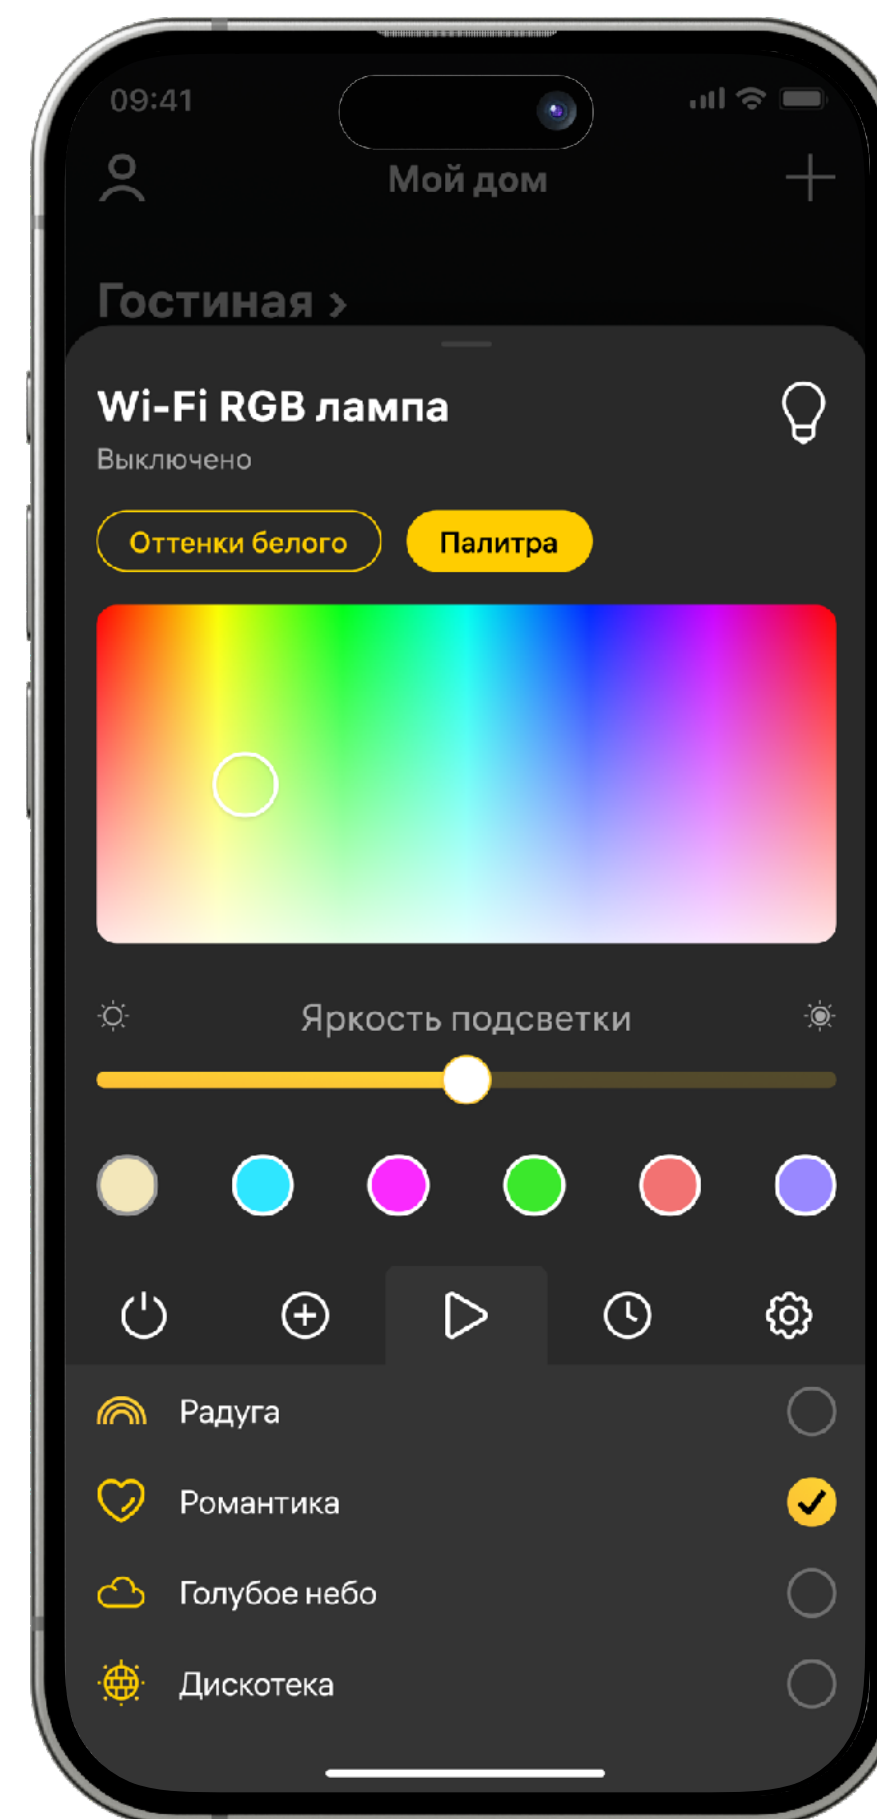 09:41
Мой дом
Гостиная ›
Wi-Fi RGB лампа
Выключено
Оттенки белого
Палитра
Яркость подсветки
Радуга
Романтика
Голубое небо
Дискотека